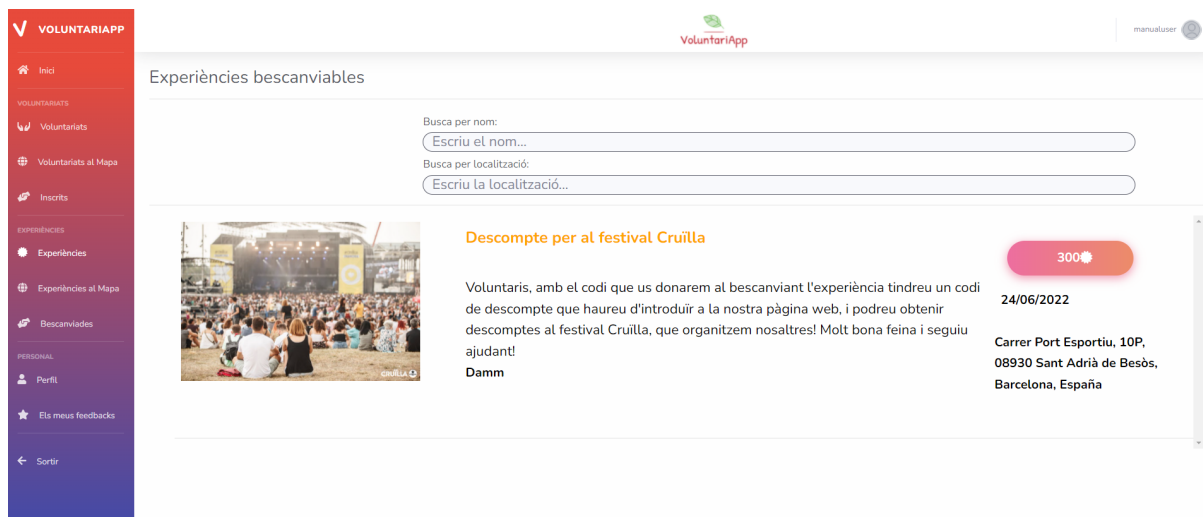 VOLUNTARIAPP
VoluntariApp
manualuser
Inici
VOLUNTARIATS
Voluntariats
Voluntariats al Mapa
Inscrits
EXPERIÈNCIES
Experiències
Experiències al Mapa
Bescanviades
PERSONAL
Perfil
Els meus feedbacks
Sortir
Experiències bescanviables
Busca per nom:
Escriu el nom...
Busca per localització:
Escriu la localització...
CRUÏLLA
Descompte per al festival Cruïlla
Voluntaris, amb el codi que us donarem al bescanviant l'experiència tindreu un codi
de descompte que haureu d'introduïr a la nostra pàgina web, i podreu obtenir
descomptes al festival Cruïlla, que organitzem nosaltres! Molt bona feina i seguiu
ajudant!
Damm
300
24/06/2022
Carrer Port Esportiu, 10P,
08930 Sant Adrià de Besòs,
Barcelona, España